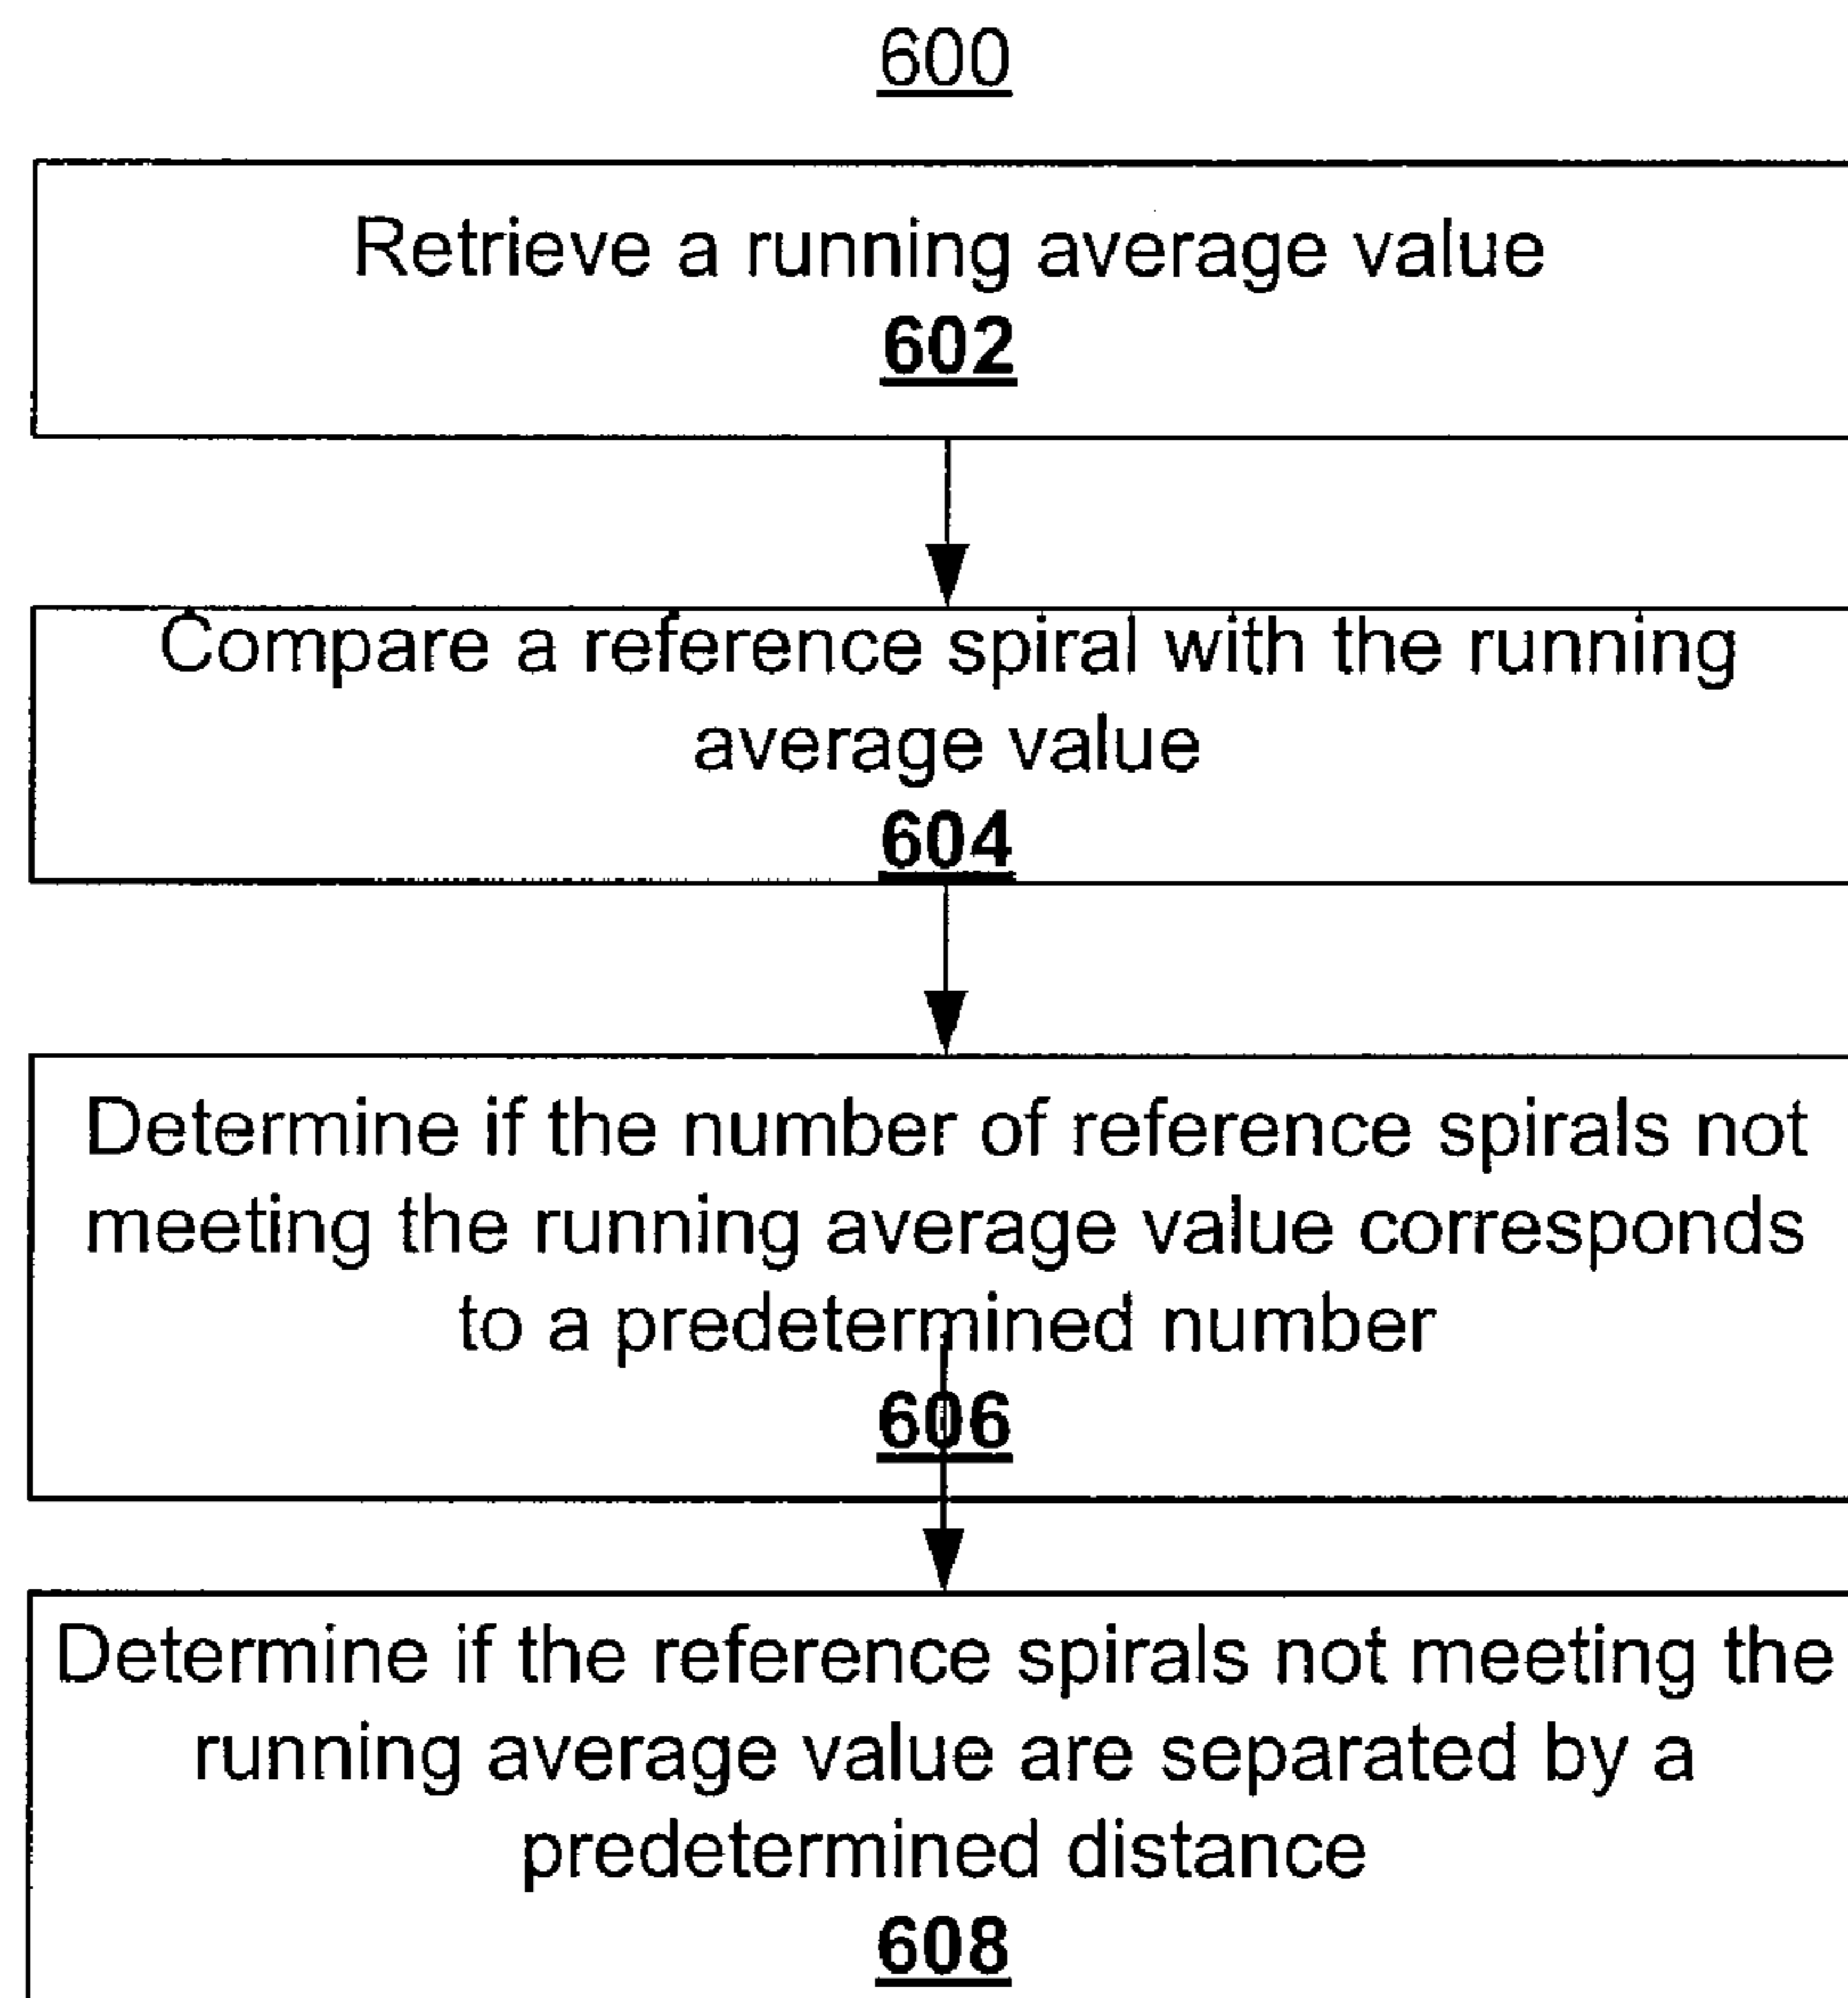 600
Retrieve a running average value
602
Compare a reference spiral with the running
average value
604
Determine if the number of reference spirals not
meeting the running average value corresponds
to a predetermined number
606
Determine if the reference spirals not meeting the
running average value are separated by a
predetermined distance
608